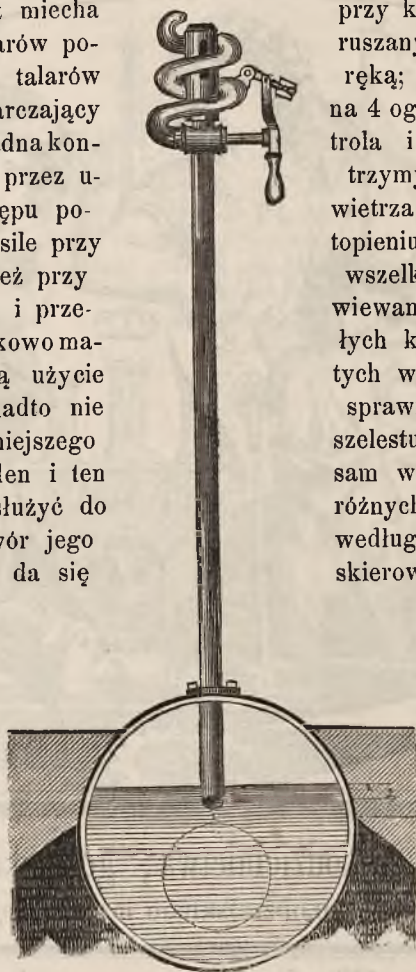 miecha przy k
arów po- ruszany
talarów ręką;
arczający na 4 og
dna kon- trola i
przez u- trzym
ępu po- wietrza
sile przy topieniu
eż przy wszelk
i prze- wiewan
kowo ma- łych k
ą użycie tych w
adto nie spraw
niejszego szelestu
len i ten sam w
służyć do różnych
wór jego według
da się skierow